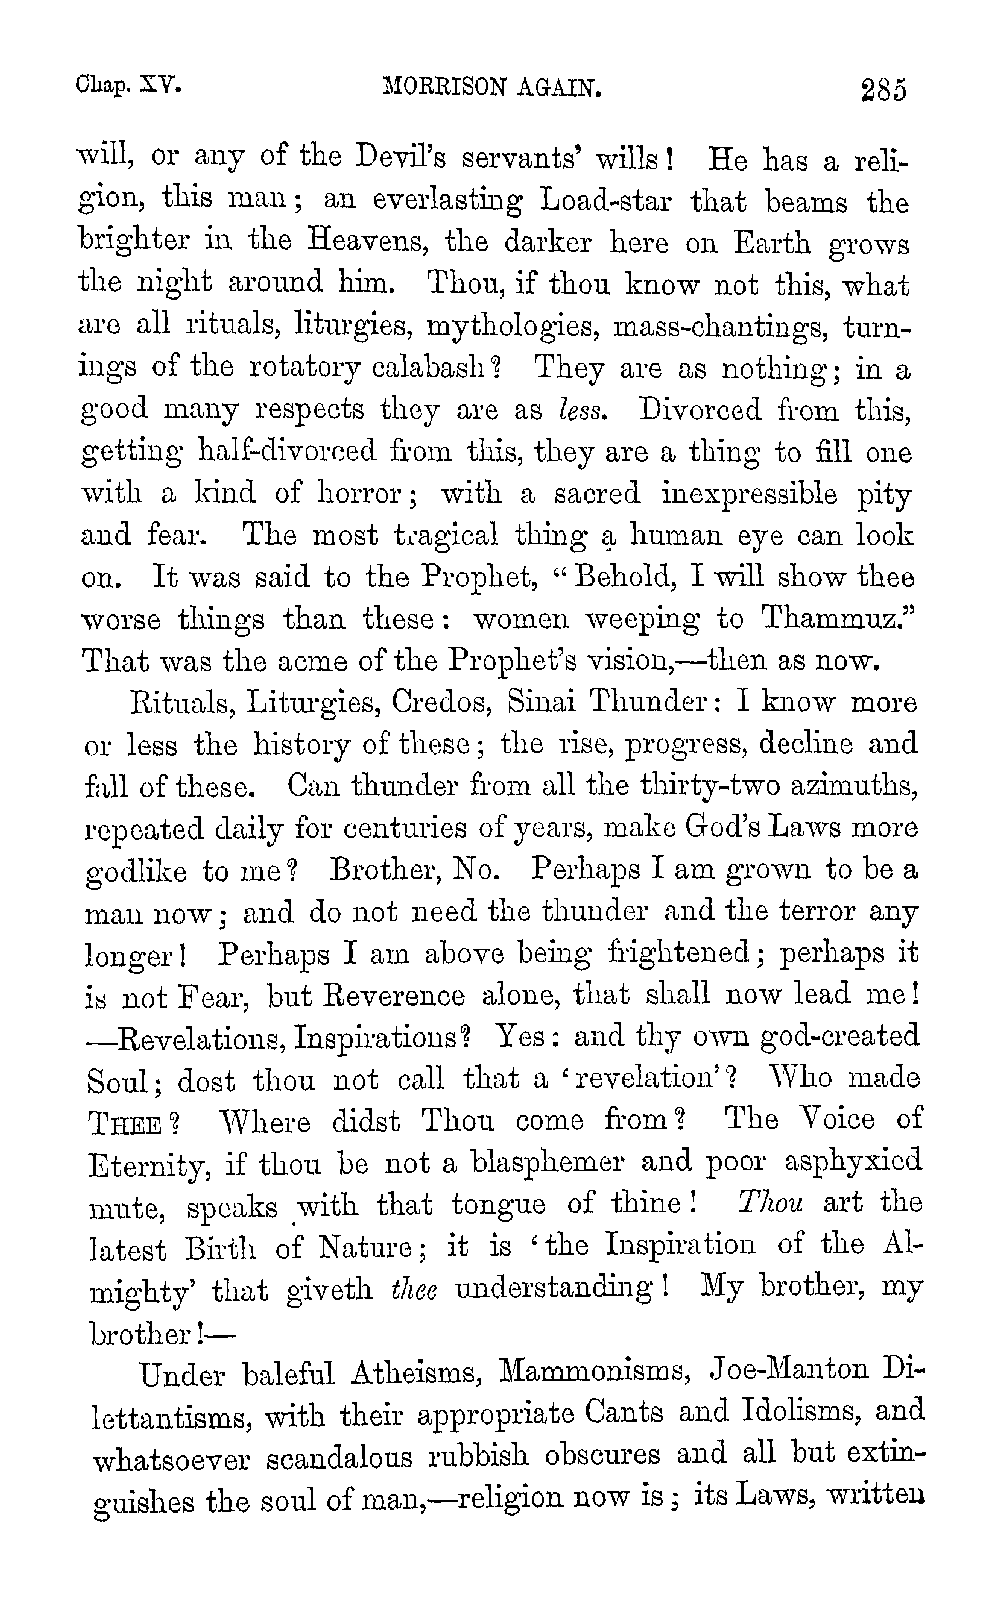 Chap. XV. MORRISON AGAIN. 285
will, or any of the Devil's servants' wills! He has a reli-
gion, this man; an everlasting Load-star that beams the
brighter in the Heavens, the darker here on Earth grows
the night around him. Thou, if thou know not this, what
are all rituals, liturgies, mythologies, mass-chantings, turn-
ings of the rotatory calabash? They are as nothing; in a
good many respects they are as less. Divorced from this,
getting half-divorced from this, they are a thing to fill one
with a kind of horror; with a sacred inexpressible pity
and fear. The most tragical thing a human eye can look
on. It was said to the Prophet, “Behold, I will show thee
worse things than these: women weeping to Thammuz.”
That was the acme of the Prophet's vision,—then as now.
Rituals, Liturgies, Credos, Sinai Thunder: I know more
or less the history of these; the rise, progress, decline and
fall of these. Can thunder from all the thirty-two azimuths,
repeated daily for centuries of years, make God's Laws more
godlike to me? Brother, No. Perhaps I am grown to be a
man now; and do not need the thunder and the terror any
longer! Perhaps I am above being frightened; perhaps it
is not Fear, but Reverence alone, that shall now lead me!
—Revelations, Inspirations? Yes: and thy own god-created
Soul; dost thou not call that a ‘revelation’? Who made
THEE? Where didst Thou come from? The Voice of
Eternity, if thou be not a blasphemer and poor asphyxied
mute, speaks with that tongue of thine! Thou art the
latest Birth of Nature; it is ‘the Inspiration of the Al-
mighty’ that giveth thee understanding! My brother, my
brother!—
Under baleful Atheisms, Mammonisms, Joe-Manton Di-
lettantisms, with their appropriate Cants and Idolisms, and
whatsoever scandalous rubbish obscures and all but extin-
guishes the soul of man,—religion now is; its Laws, written